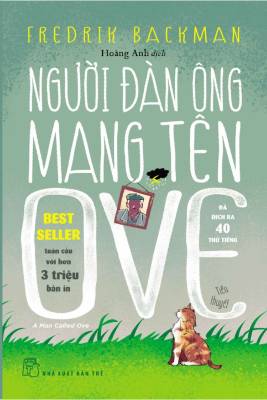 FREDRIK BACKMAN
Hoàng Anh dịch
NGƯỜI ĐÀN ÔNG
MANG TÊN
OVE
BEST
SELLER
toàn cầu
với hơn
3 triệu
bản in
ĐÃ
DỊCH RA
40
THỨ TIẾNG
Tiểu thuyết
A Man Called Ove
NHÀ XUẤT BẢN TRẺ